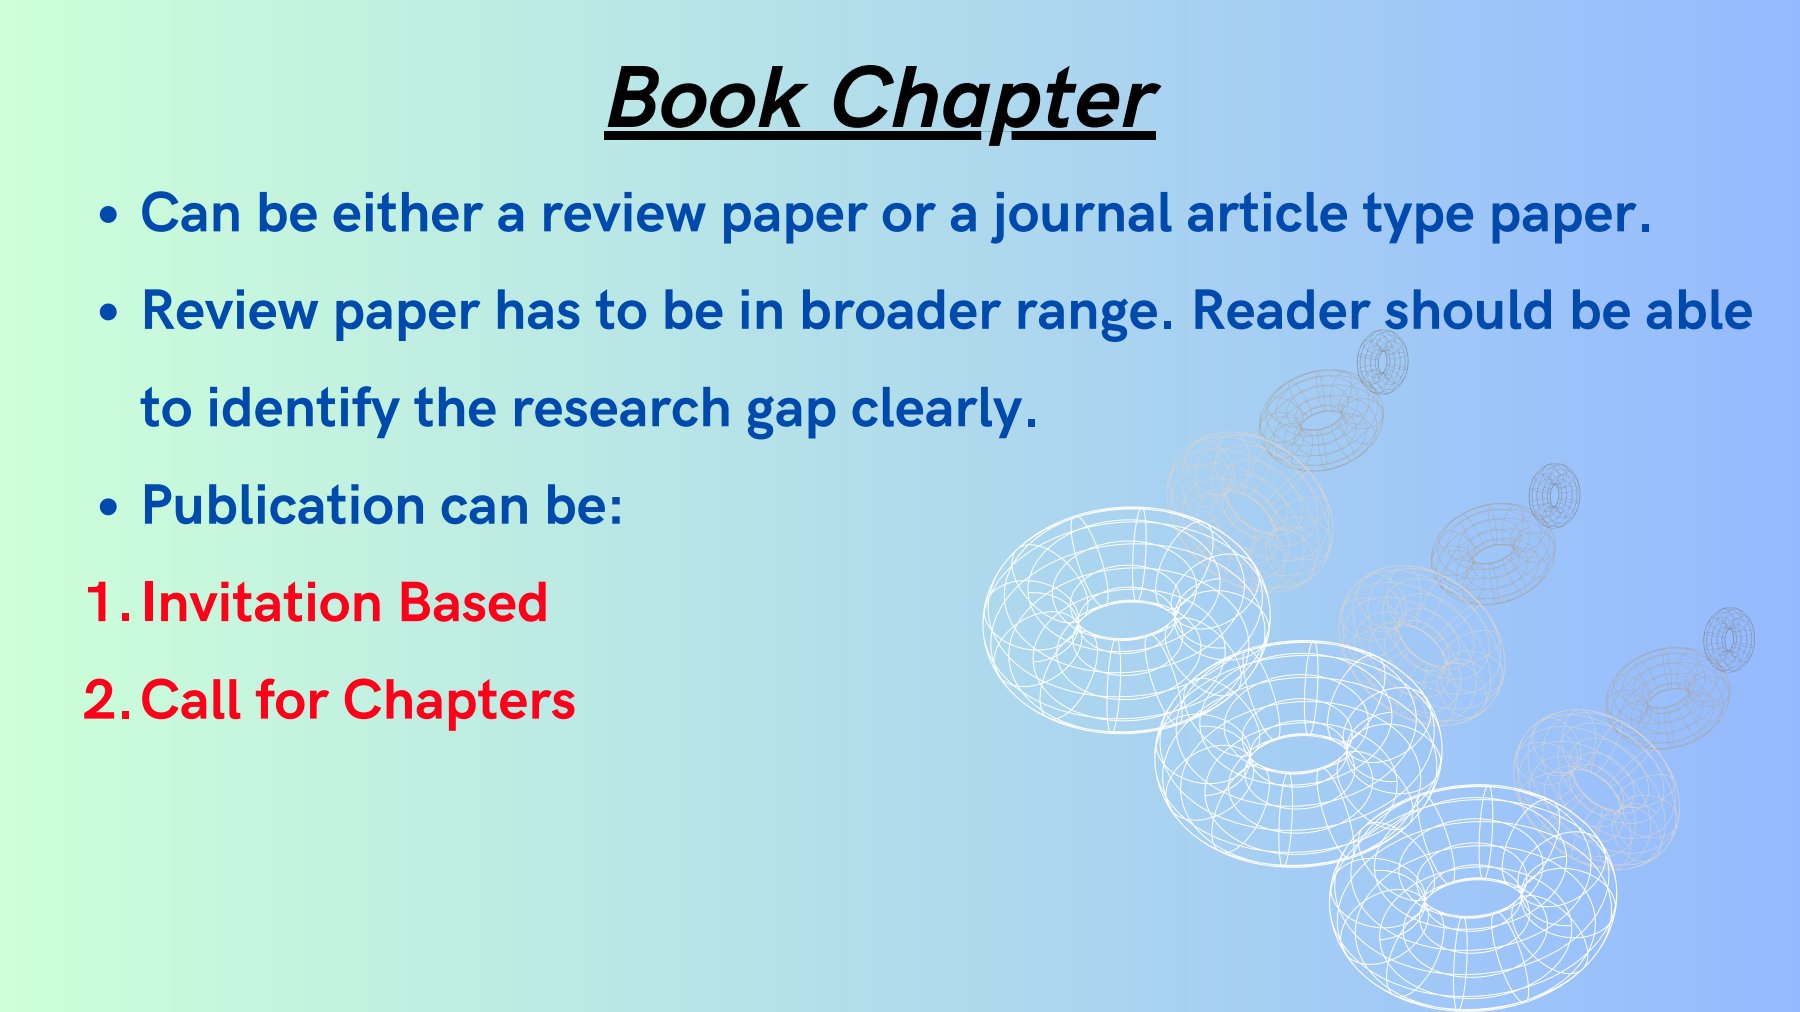 Book Chapter
• Can be either a review paper or a journal article type paper.
• Review paper has to be in broader range. Reader should be able
to identify the research gap clearly.
• Publication can be:
1. Invitation Based
2. Call for Chapters